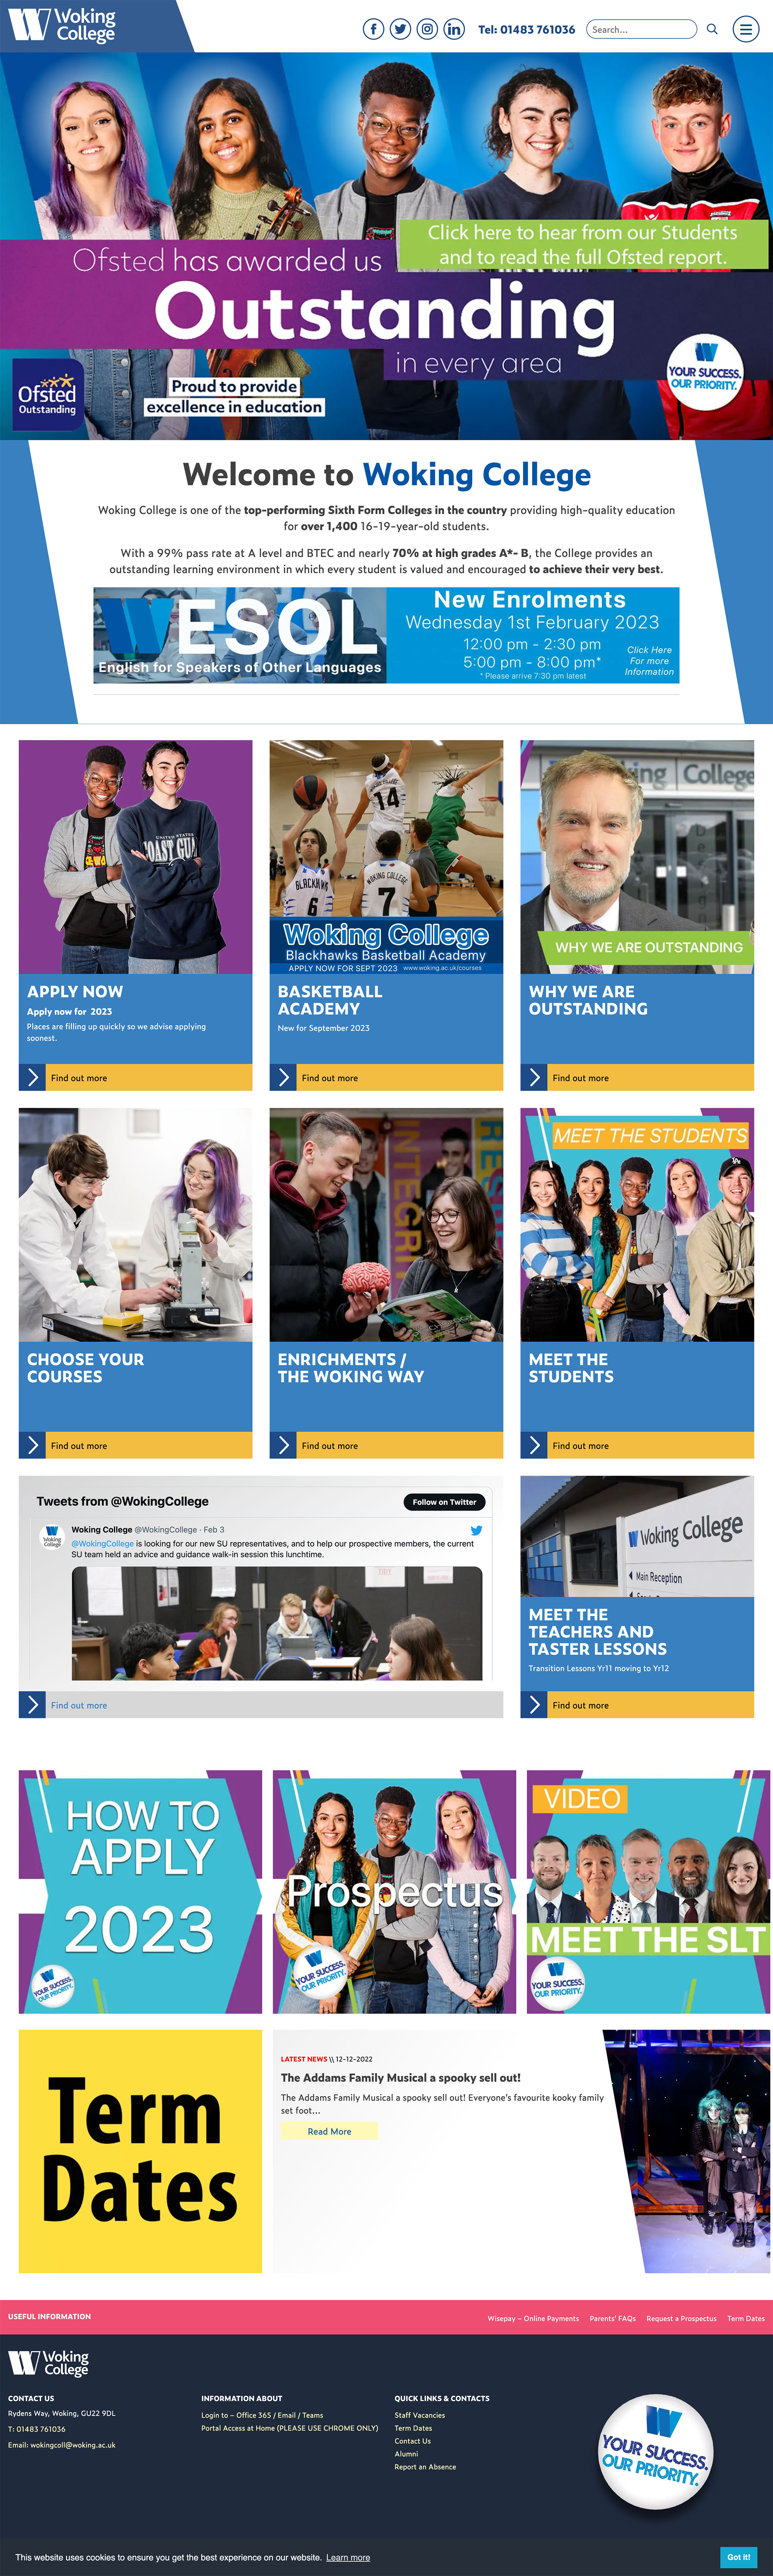 Woking
College
Tel: 01483 761036
Search...
Click here to hear from our Students
and to read the full Ofsted report.
Ofsted has awarded us
Outstanding
in every area
Ofsted
Outstanding
Proud to provide
excellence in education
YOUR SUCCESS.
OUR PRIORITY.
Welcome to Woking College
Woking College is one of the top-performing Sixth Form Colleges in the country providing high-quality education
for over 1,400 16-19-year-old students.
With a 99% pass rate at A level and BTEC and nearly 70% at high grades A*- B, the College provides an
outstanding learning environment in which every student is valued and encouraged to achieve their very best.
ESOL
English for Speakers of Other Languages
New Enrolments
Wednesday 1st February 2023
12:00 pm - 2:30 pm
5:00 pm - 8:00 pm*
* Please arrive 7:30 pm latest
Click Here
For more
Information
UNITED STATES
COAST GUA
APPLY NOW
Apply now for 2023
Places are filling up quickly so we advise applying
soonest.
Find out more
14
BLACKHAWKS
6
WOKING COLLEGE
7
Woking College
Blackhawks Basketball Academy
APPLY NOW FOR SEPT 2023 www.woking.ac.uk/courses
BASKETBALL
ACADEMY
New for September 2023
Find out more
king College
WHY WE ARE OUTSTANDING
WHY WE ARE
OUTSTANDING
Find out more
CHOOSE YOUR
COURSES
Find out more
INTEGRI
RES
ENRICHMENTS /
THE WOKING WAY
Find out more
MEET THE STUDENTS
MEET THE
STUDENTS
Find out more
Tweets from @WokingCollege
Follow on Twitter
Woking College @WokingCollege · Feb 3
@WokingCollege is looking for our new SU representatives, and to help our prospective members, the current
SU team held an advice and guidance walk-in session this lunchtime.
Find out more
Woking College
Main Reception
MEET THE
TEACHERS AND
TASTER LESSONS
Transition Lessons Yr11 moving to Yr12
Find out more
HOW TO
APPLY
2023
YOUR SUCCESS.
OUR PRIORITY.
Prospectus
YOUR SUCCESS.
OUR PRIORITY.
VIDEO
MEET THE SLT
YOUR SUCCESS.
OUR PRIORITY.
Term
Dates
LATEST NEWS \\ 12-12-2022
The Addams Family Musical a spooky sell out!
The Addams Family Musical a spooky sell out! Everyone's favourite kooky family
set foot...
Read More
USEFUL INFORMATION
Wisepay – Online Payments
Parents' FAQs
Request a Prospectus
Term Dates
Woking
College
CONTACT US
Rydens Way, Woking, GU22 9DL
T: 01483 761036
Email: wokingcoll@woking.ac.uk
INFORMATION ABOUT
Login to – Office 365 / Email / Teams
Portal Access at Home (PLEASE USE CHROME ONLY)
QUICK LINKS & CONTACTS
Staff Vacancies
Term Dates
Contact Us
Alumni
Report an Absence
YOUR SUCCESS.
OUR PRIORITY.
This website uses cookies to ensure you get the best experience on our website. Learn more
Got it!